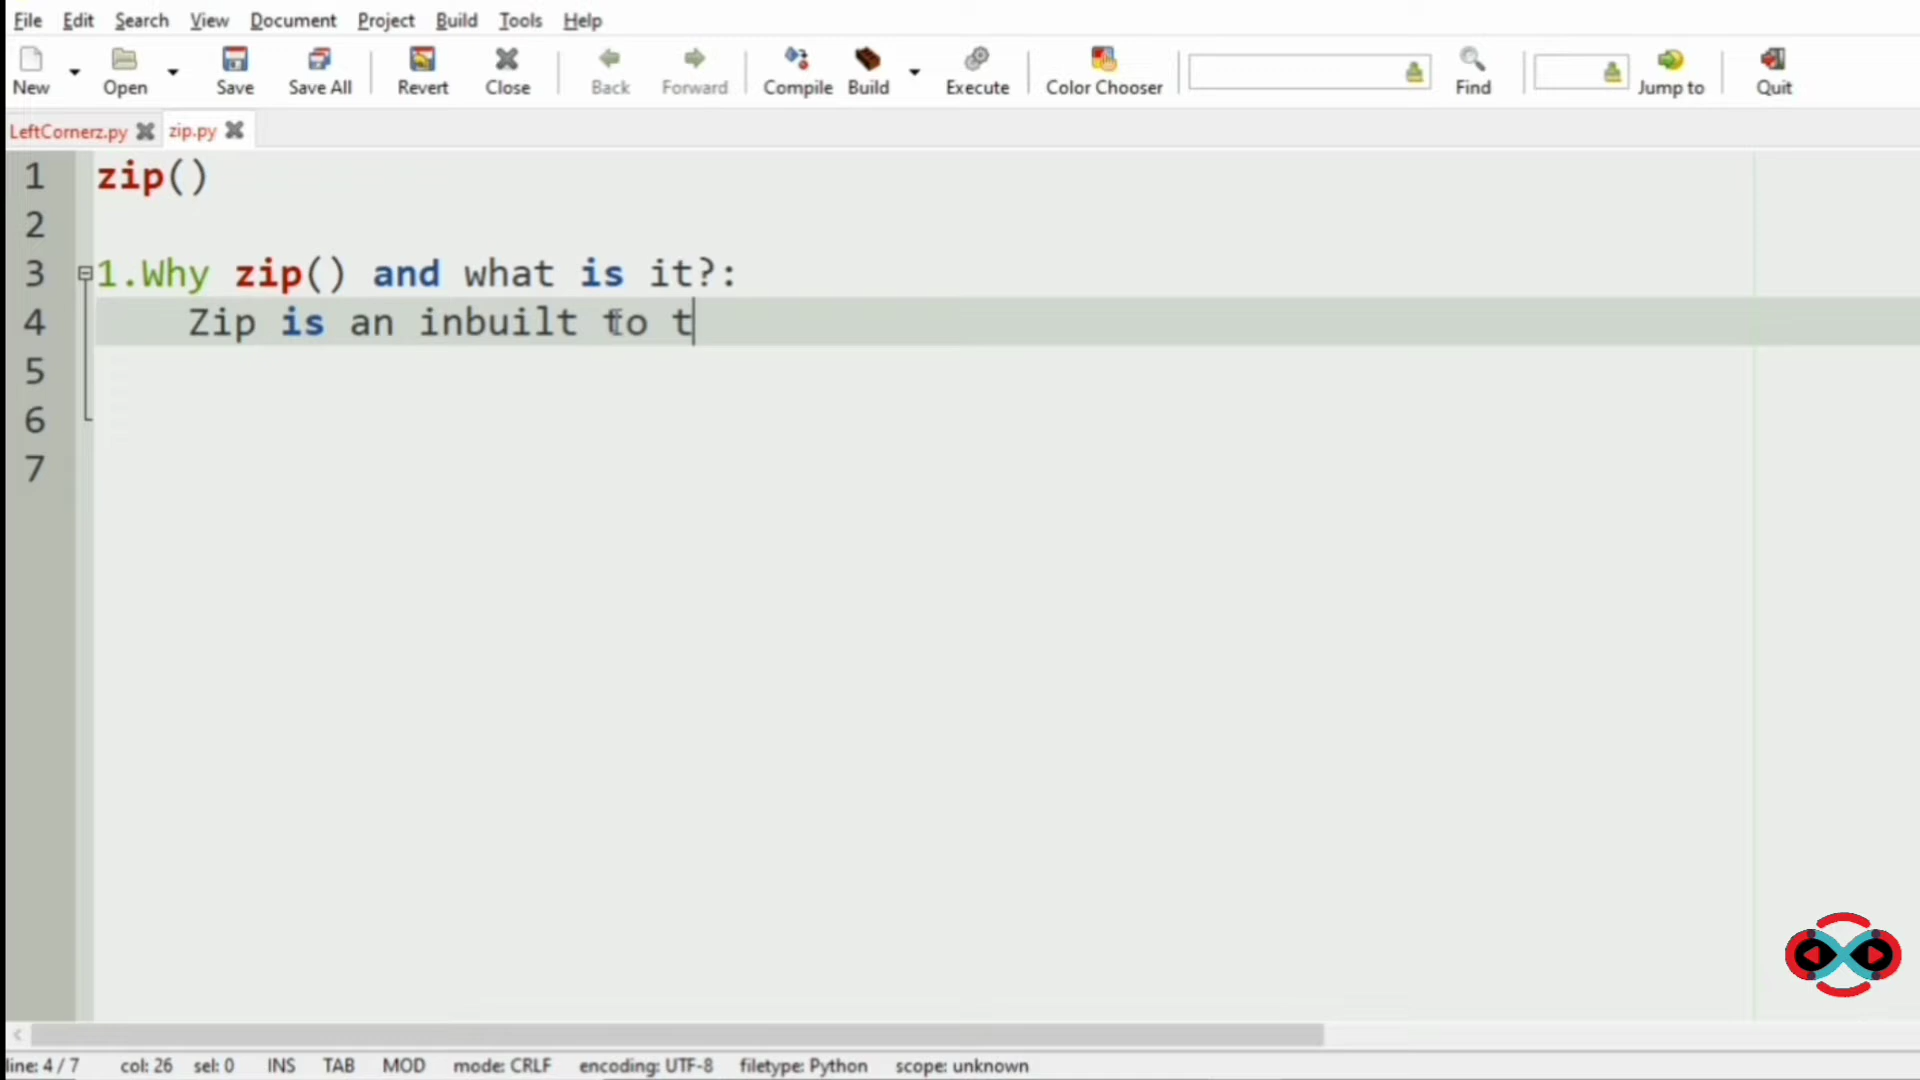 File Edit Search View Document Project Build Tools Help
New Open Save Save All Revert Close Back Forward Compile Build Execute Color Chooser Find Jump to Quit
LeftCornerz.py zip.py
1 zip()
2
3 1.Why zip() and what is it?:
4 Zip is an inbuilt to t
5
6
7
line: 4 / 7 col: 26 sel: 0 INS TAB MOD mode: CRLF encoding: UTF-8 filetype: Python scope: unknown